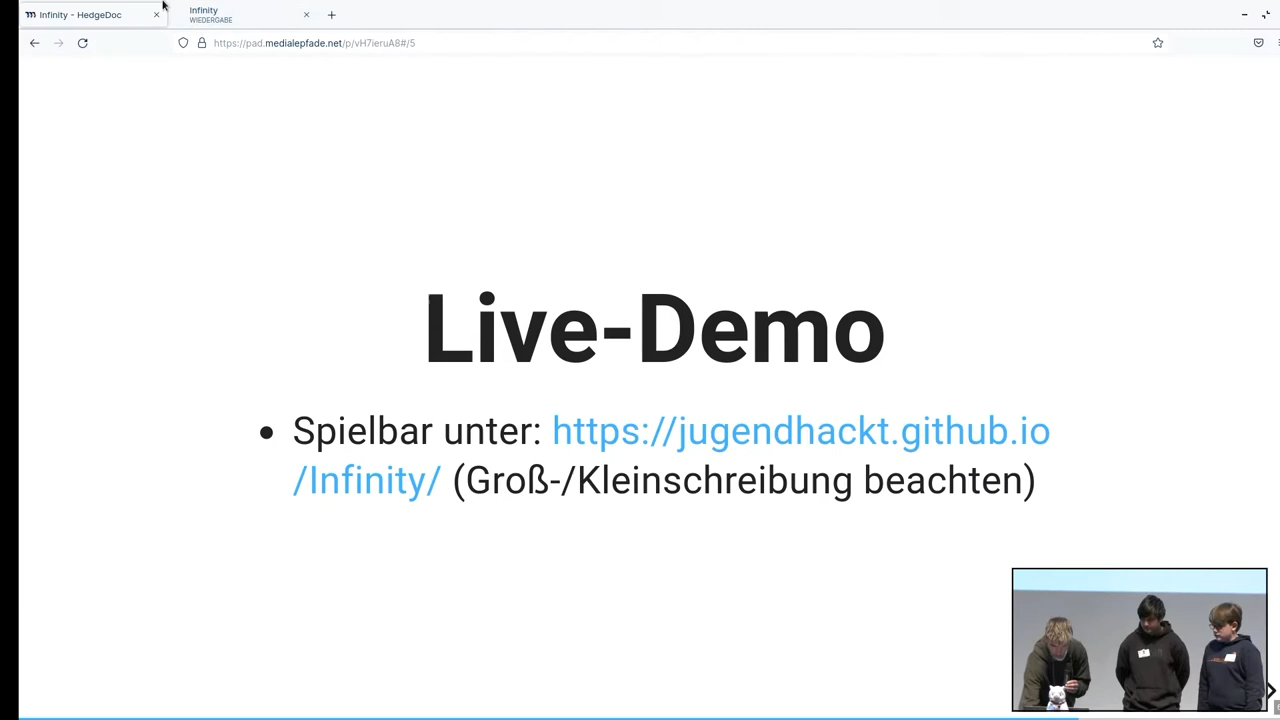 Infinity - HedgeDoc
Infinity
WIEDERGABE
https://pad.medialepfade.net/p/vH7ieruA8#/5
Live-Demo
Spielbar unter: https://jugendhackt.github.io
/Infinity/ (Groß-/Kleinschreibung beachten)